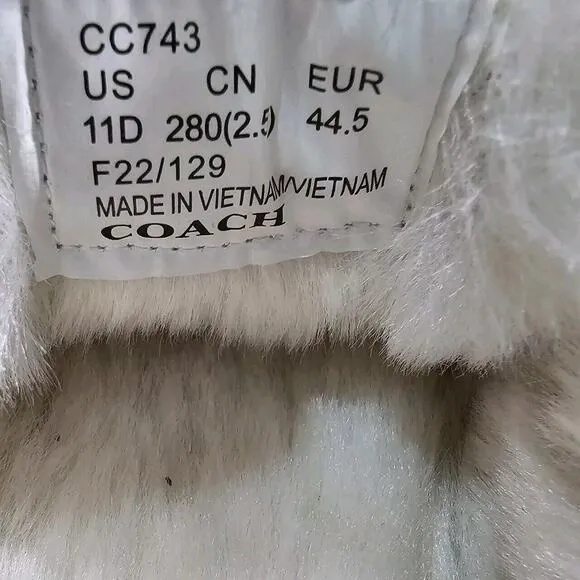 CC743
US CN EUR
11D 280(2.5) 44.5
F22/129
MADE IN VIETNAM/VIETNAM
COACH